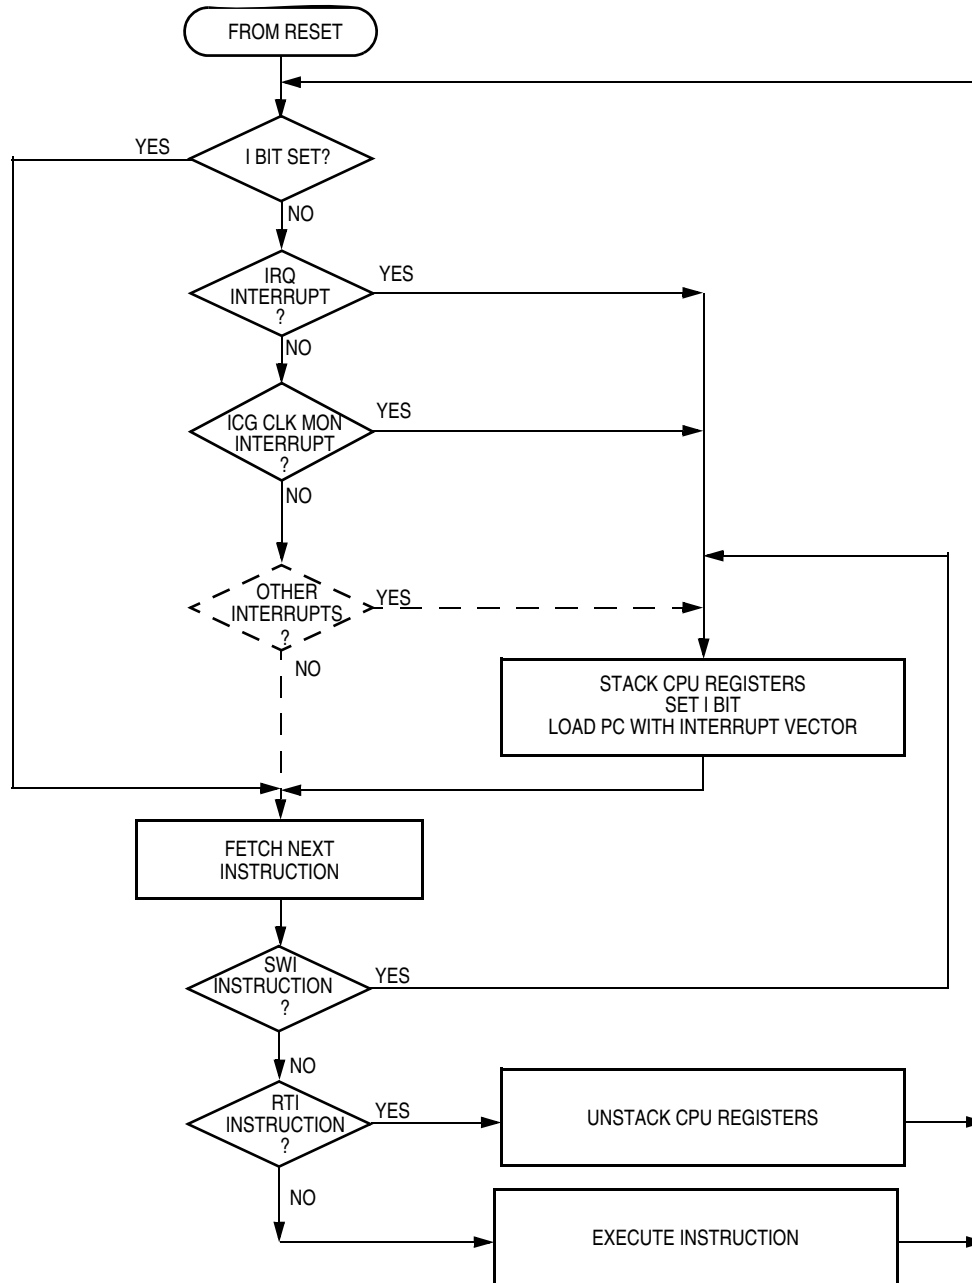 FROM RESET
YES
I BIT SET?
NO
IRQ
INTERRUPT
?
YES
NO
ICG CLK MON
INTERRUPT
?
YES
NO
OTHER
INTERRUPTS
?
YES
NO
STACK CPU REGISTERS
SET I BIT
LOAD PC WITH INTERRUPT VECTOR
FETCH NEXT
INSTRUCTION
SWI
INSTRUCTION
?
YES
NO
RTI
INSTRUCTION
?
YES
UNSTACK CPU REGISTERS
NO
EXECUTE INSTRUCTION